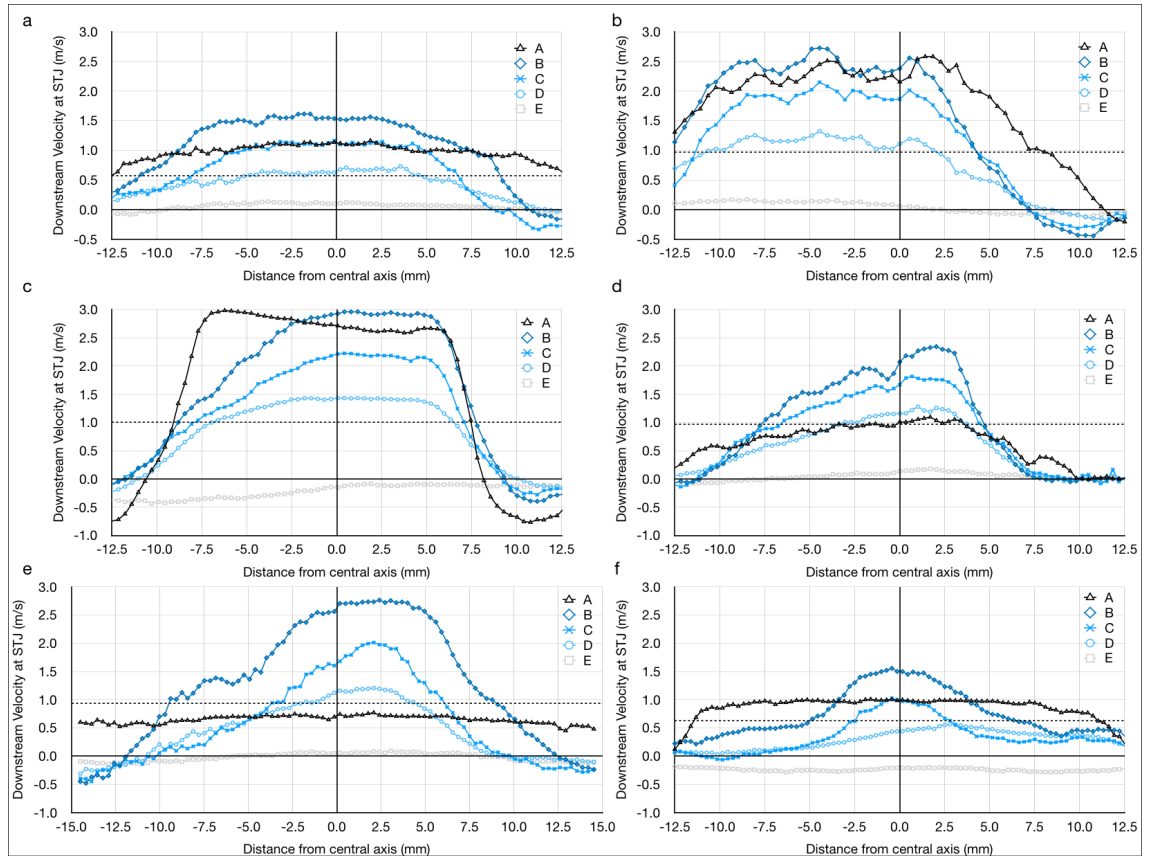 a
Downstream Velocity at STJ (m/s)
3.0
2.5
2.0
1.5
1.0
0.5
0.0
-0.5
A
B
C
D
E
-12.5 -10.0 -7.5 -5.0 -2.5 0.0 2.5 5.0 7.5 10.0 12.5
Distance from central axis (mm)
b
Downstream Velocity at STJ (m/s)
3.0
2.5
2.0
1.5
1.0
0.5
0.0
-0.5
A
B
C
D
E
-12.5 -10.0 -7.5 -5.0 -2.5 0.0 2.5 5.0 7.5 10.0 12.5
Distance from central axis (mm)
c
Downstream Velocity at STJ (m/s)
3.0
2.5
2.0
1.5
1.0
0.5
0.0
-0.5
-1.0
A
B
C
D
E
-12.5 -10.0 -7.5 -5.0 -2.5 0.0 2.5 5.0 7.5 10.0 12.5
Distance from central axis (mm)
d
Downstream Velocity at STJ (m/s)
3.0
2.5
2.0
1.5
1.0
0.5
0.0
-0.5
-1.0
A
B
C
D
E
-12.5 -10.0 -7.5 -5.0 -2.5 0.0 2.5 5.0 7.5 10.0 12.5
Distance from central axis (mm)
e
Downstream Velocity at STJ (m/s)
3.0
2.5
2.0
1.5
1.0
0.5
0.0
-0.5
-1.0
A
B
C
D
E
-15.0 -12.5 -10.0 -7.5 -5.0 -2.5 0.0 2.5 5.0 7.5 10.0 12.5 15.0
Distance from central axis (mm)
f
Downstream Velocity at STJ (m/s)
3.0
2.5
2.0
1.5
1.0
0.5
0.0
-0.5
-1.0
A
B
C
D
E
-12.5 -10.0 -7.5 -5.0 -2.5 0.0 2.5 5.0 7.5 10.0 12.5
Distance from central axis (mm)